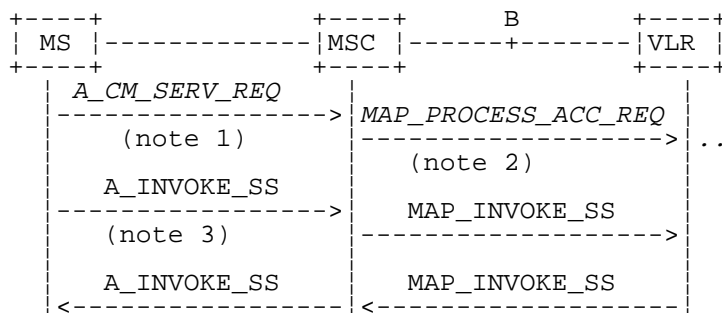 B
MS MSC VLR
A_CM_SERV_REQ
MAP_PROCESS_ACC_REQ
(note 1) ..
(note 2)
A_INVOKE_SS
MAP_INVOKE_SS
(note 3)
A_INVOKE_SS MAP_INVOKE_SS